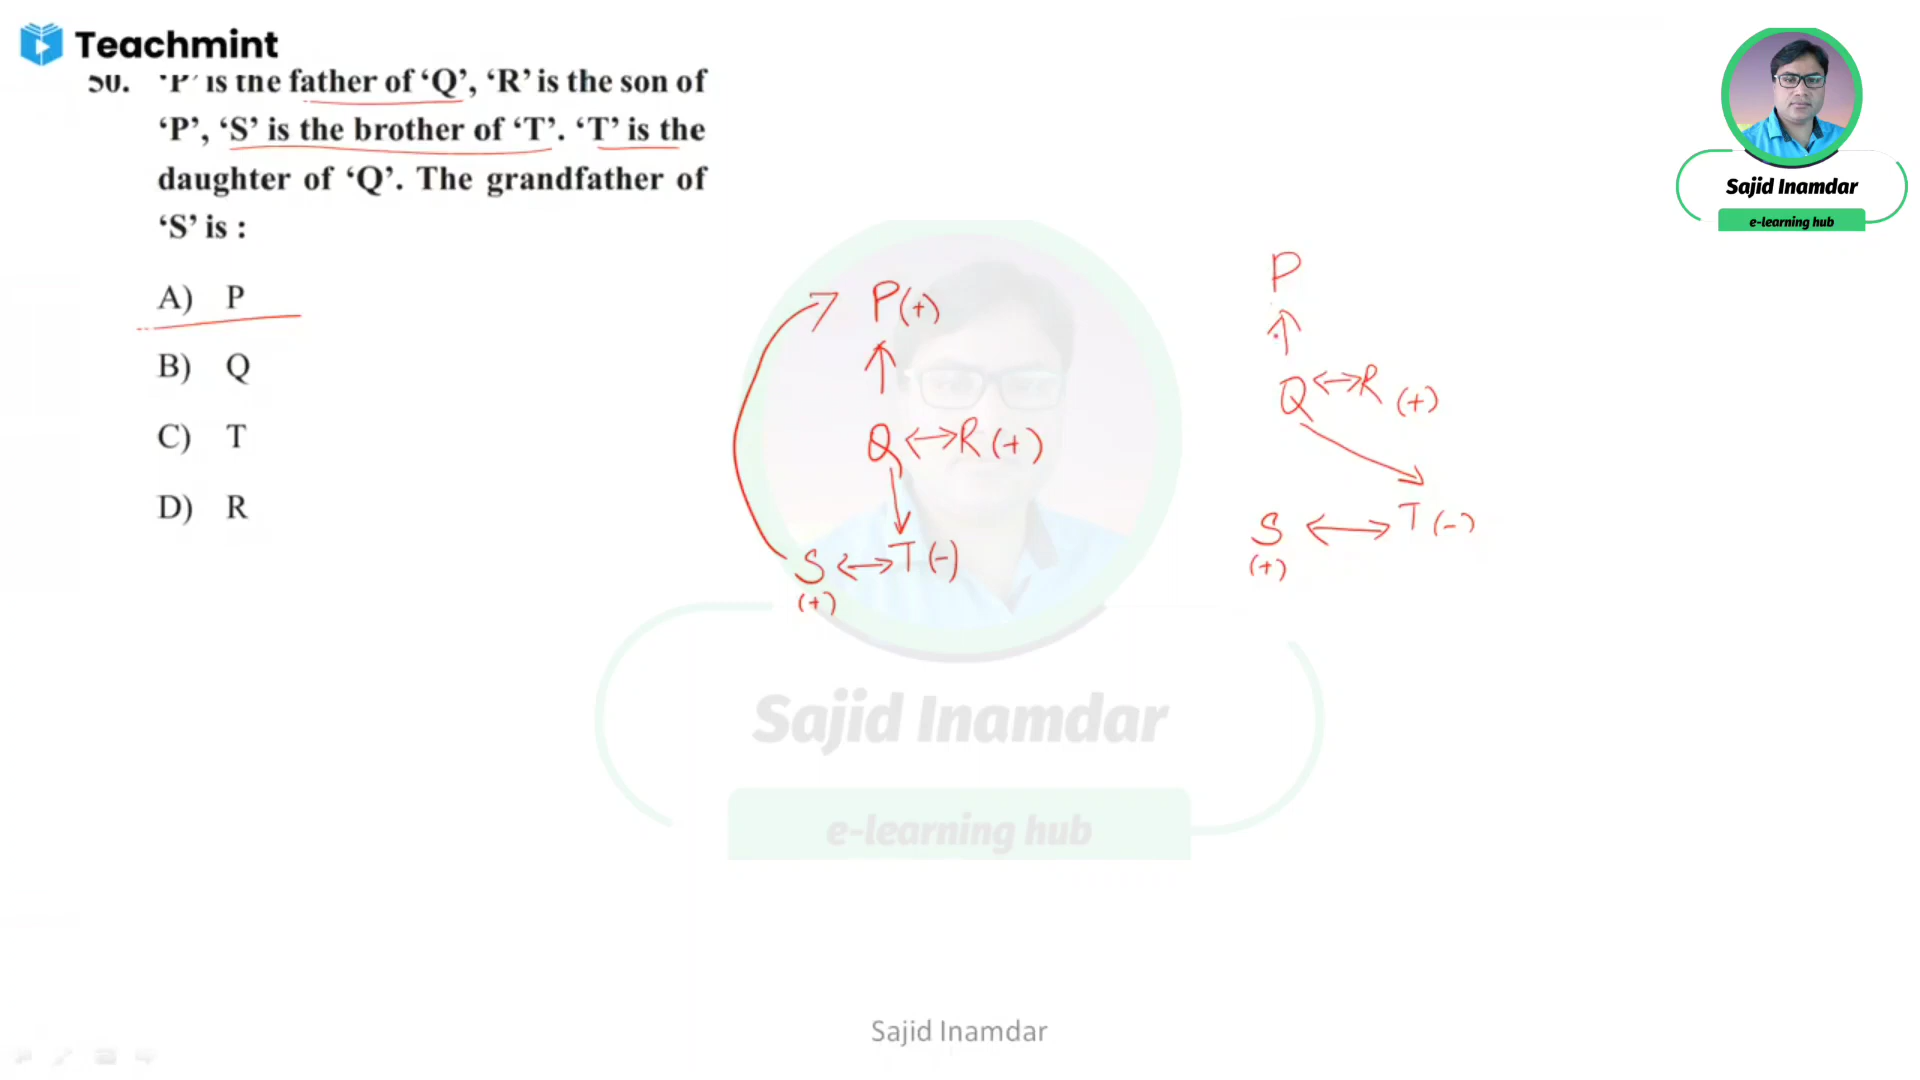 Teachmint
50. 'P' is the father of 'Q', 'R' is the son of
'P', 'S' is the brother of 'T'. 'T' is the
daughter of 'Q'. The grandfather of
'S' is :
A) P
B) Q
C) T
D) R
P(+)
Q R(+)
S T(-)
(+)
P
Q R (+)
S T(-)
(+)
Sajid Inamdar
e-learning hub
Sajid Inamdar
e-learning hub
Sajid Inamdar